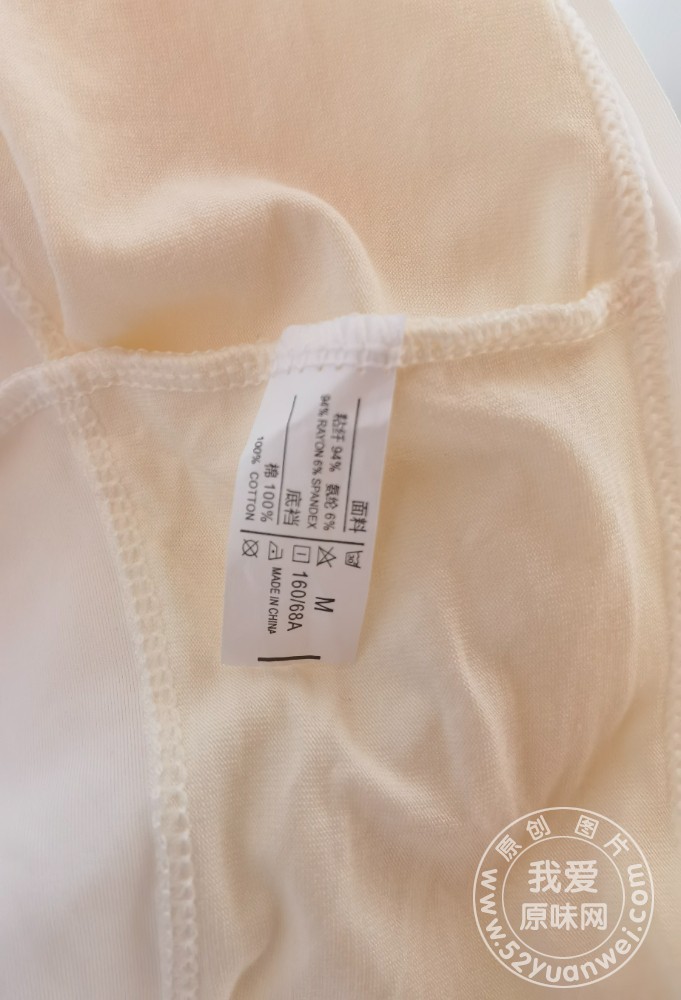 面料
粘纤 94%  氨纶 6%
94% RAYON 6% SPANDEX
底裆
棉 100%
100% COTTON
M
160/68A
MADE IN CHINA
原创图片
我爱
原味网
www.52yuanwei.com